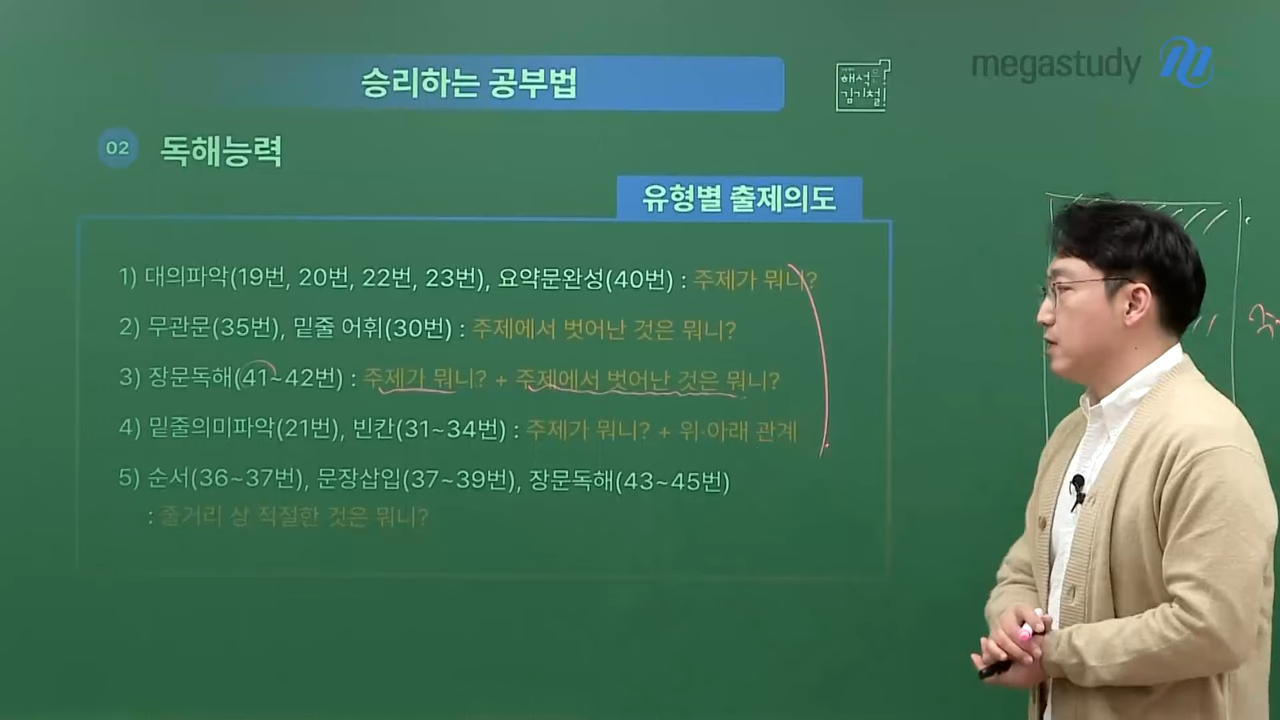 승리하는 공부법
해석은?
김기철!
megastudy
02 독해능력
유형별 출제의도
1) 대의파악(19번, 20번, 22번, 23번), 요약문완성(40번) : 주제가 뭐니?
2) 무관문(35번), 밑줄 어휘(30번) : 주제에서 벗어난 것은 뭐니?
3) 장문독해(41~42번) : 주제가 뭐니? + 주제에서 벗어난 것은 뭐니?
4) 밑줄의미파악(21번), 빈칸(31~34번) : 주제가 뭐니? + 위·아래 관계
5) 순서(36~37번), 문장삽입(37~39번), 장문독해(43~45번)
: 줄거리 상 적절한 것은 뭐니?